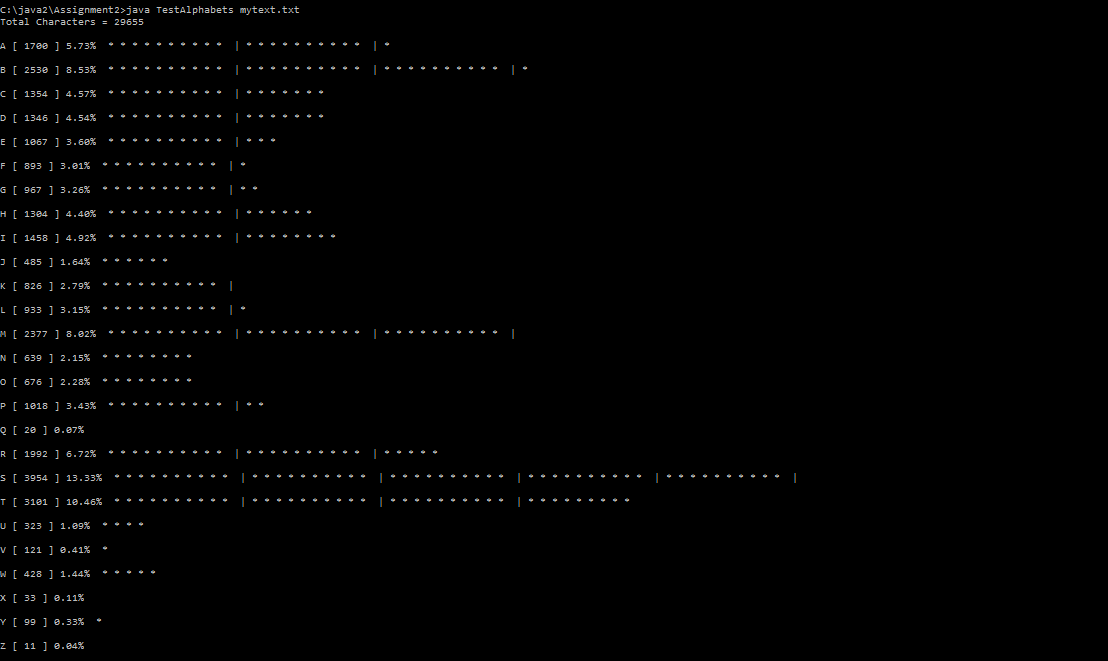 C:\java2\Assignment2>java TestAlphabets mytext.txt
Total Characters = 29655
A [ 1700 ] 5.73% * * * * * * * * * * | * * * * * * * * * * | *
B [ 2530 ] 8.53% * * * * * * * * * * | * * * * * * * * * * | * * * * * * * * * * | *
C [ 1354 ] 4.57% * * * * * * * * * * | * * * * * * *
D [ 1346 ] 4.54% * * * * * * * * * * | * * * * * * *
E [ 1067 ] 3.60% * * * * * * * * * * | * * *
F [ 893 ] 3.01% * * * * * * * * * * | *
G [ 967 ] 3.26% * * * * * * * * * * | * *
H [ 1304 ] 4.40% * * * * * * * * * * | * * * * * *
I [ 1458 ] 4.92% * * * * * * * * * * | * * * * * * * *
J [ 485 ] 1.64% * * * * * *
K [ 826 ] 2.79% * * * * * * * * * * |
L [ 933 ] 3.15% * * * * * * * * * * | *
M [ 2377 ] 8.02% * * * * * * * * * * | * * * * * * * * * * | * * * * * * * * * * |
N [ 639 ] 2.15% * * * * * * * *
O [ 676 ] 2.28% * * * * * * * *
P [ 1018 ] 3.43% * * * * * * * * * * | * *
Q [ 20 ] 0.07%
R [ 1992 ] 6.72% * * * * * * * * * * | * * * * * * * * * * | * * * * *
S [ 3954 ] 13.33% * * * * * * * * * * | * * * * * * * * * * | * * * * * * * * * * | * * * * * * * * * * | * * * * * * * * * * |
T [ 3101 ] 10.46% * * * * * * * * * * | * * * * * * * * * * | * * * * * * * * * * | * * * * * * * * *
U [ 323 ] 1.09% * * * *
V [ 121 ] 0.41% *
W [ 428 ] 1.44% * * * * *
X [ 33 ] 0.11%
Y [ 99 ] 0.33% *
Z [ 11 ] 0.04%